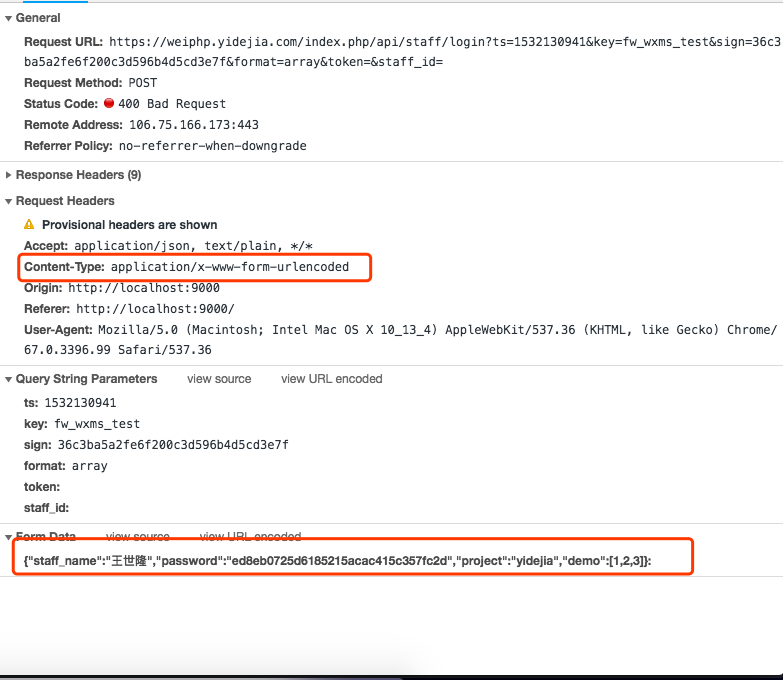 General
Request URL: https://weiphp.yidejia.com/index.php/api/staff/login?ts=1532130941&key=fw_wxms_test&sign=36c3
ba5a2fe6f200c3d596b4d5cd3e7f&format=array&token=&staff_id=
Request Method: POST
Status Code: 400 Bad Request
Remote Address: 106.75.166.173:443
Referrer Policy: no-referrer-when-downgrade
Response Headers (9)
Request Headers
Provisional headers are shown
Accept: application/json, text/plain, */*
Content-Type: application/x-www-form-urlencoded
Origin: http://localhost:9000
Referer: http://localhost:9000/
User-Agent: Mozilla/5.0 (Macintosh; Intel Mac OS X 10_13_4) AppleWebKit/537.36 (KHTML, like Gecko) Chrome/
67.0.3396.99 Safari/537.36
Query String Parameters view source view URL encoded
ts: 1532130941
key: fw_wxms_test
sign: 36c3ba5a2fe6f200c3d596b4d5cd3e7f
format: array
token:
staff_id:
Form Data view source view URL encoded
{"staff_name":"王世隆","password":"ed8eb0725d6185215acac415c357fc2d","project":"yidejia","demo":[1,2,3]}: